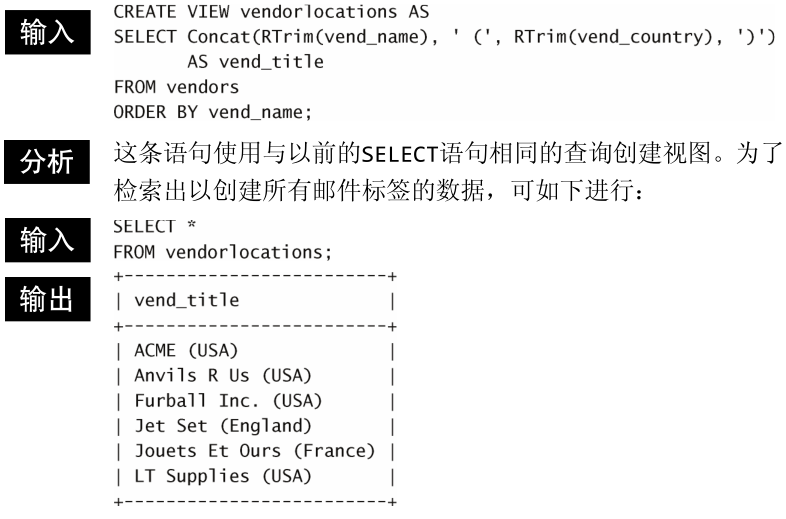 输入
CREATE VIEW vendorlocations AS
SELECT Concat(RTrim(vend_name), ' (', RTrim(vend_country), ')')
       AS vend_title
FROM vendors
ORDER BY vend_name;
分析
这条语句使用与以前的SELECT语句相同的查询创建视图。为了
检索出以创建所有邮件标签的数据，可如下进行：
输入
SELECT *
FROM vendorlocations;
输出
+-------------------------+
| vend_title              |
+-------------------------+
| ACME (USA)              |
| Anvils R Us (USA)       |
| Furball Inc. (USA)      |
| Jet Set (England)       |
| Jouets Et Ours (France) |
| LT Supplies (USA)       |
+-------------------------+